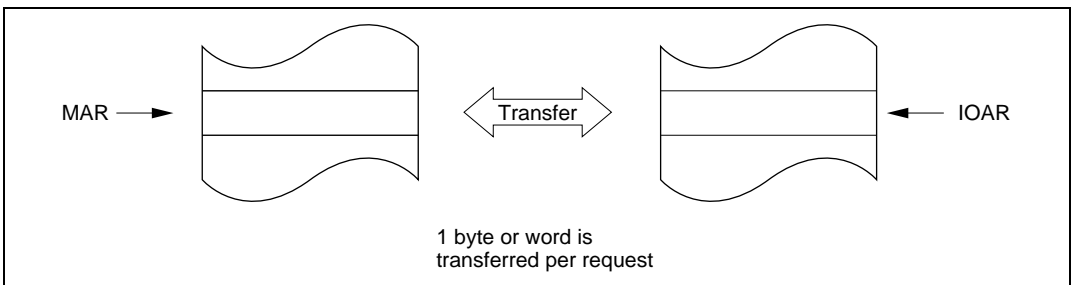 MAR
Transfer
IOAR
1 byte or word is
transferred per request